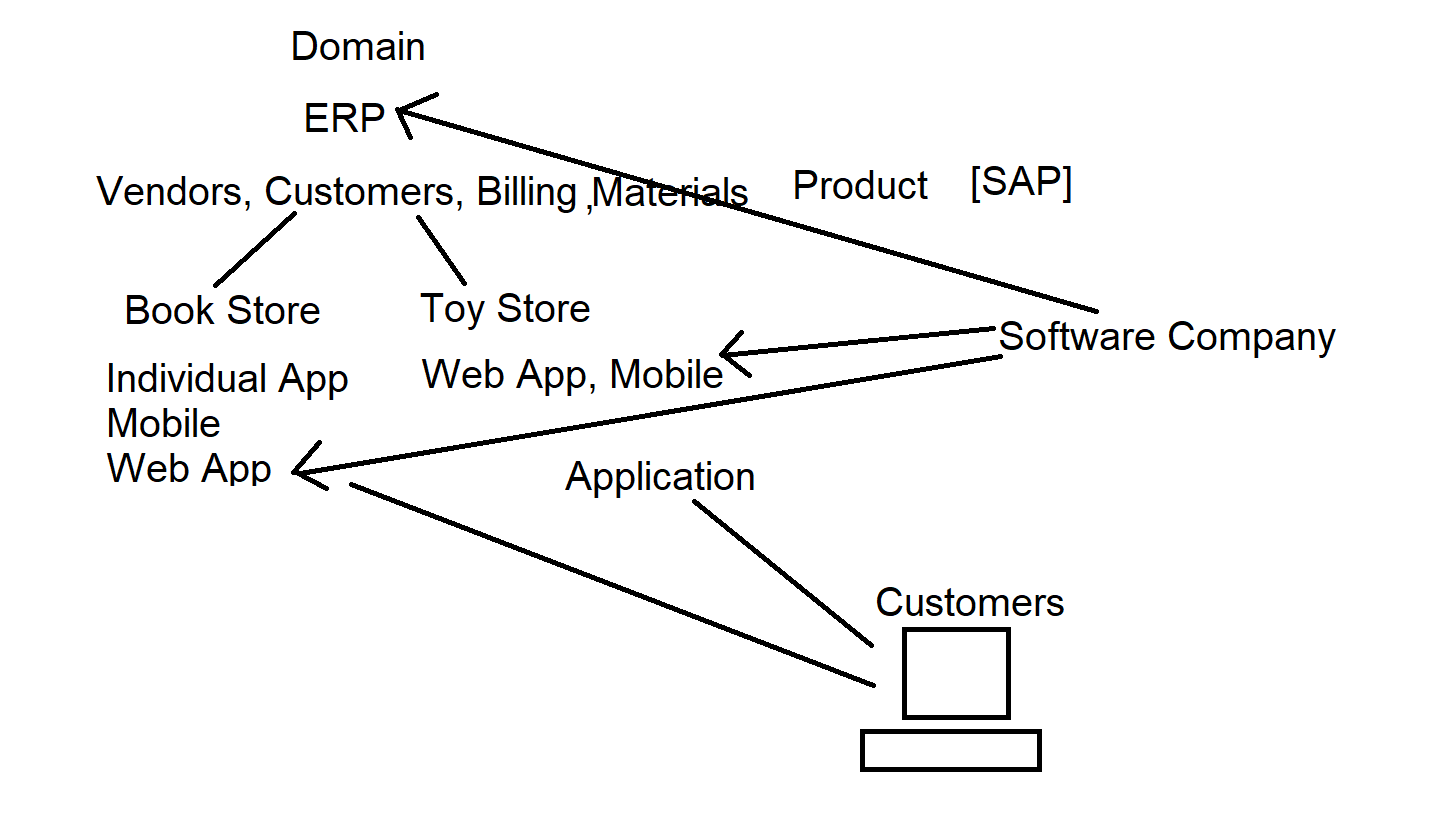 Domain
ERP
Vendors, Customers, Billing ,Materials
Product [SAP]
Book Store
Toy Store
Software Company
Individual App
Mobile
Web App
Web App, Mobile
Application
Customers